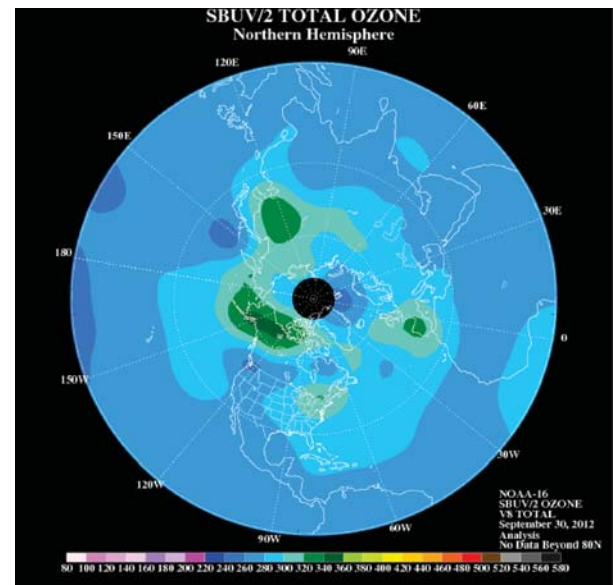 SBUV/2 TOTAL OZONE
Northern Hemisphere
90E
120E
60E
150E
30E
180
0
150W
30W
120W
60W
90W
NOAA-16
SBUV/2 OZONE
V8 TOTAL
September 30, 2012
Analysis
No Data Beyond 80N
80 100 120 140 160 180 200 220 240 260 280 300 320 340 360 380 400 420 440 460 480 500 520 540 560 580